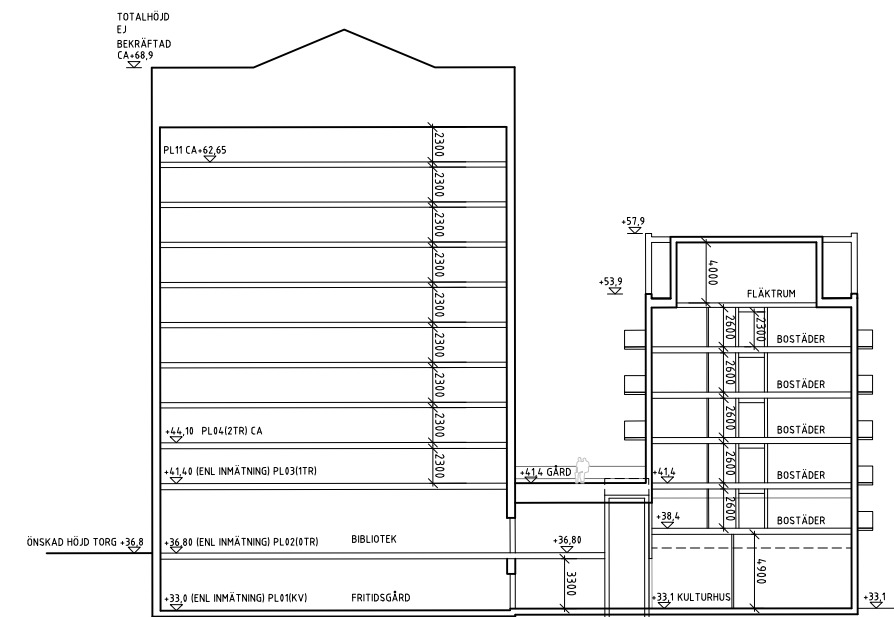 TOTALHÖJD
EJ
BEKRÄFTAD
CA+68,9
PL11 CA+62,65
2300
2300
2300
2300
2300
2300
2300
2300
2300
+44,10 PL04(2TR) CA
+41,40 (ENL INMÄTNING) PL03(1TR)
ÖNSKAD HÖJD TORG +36,8
+36,80 (ENL INMÄTNING) PL02(0TR)
BIBLIOTEK
+33,0 (ENL INMÄTNING) PL01(KV)
FRITIDSGÅRD
+41,4 GÅRD
+36,80
3300
+57,9
+53,9
4000
FLÄKTRUM
2600
2300
BOSTÄDER
2600
BOSTÄDER
2600
BOSTÄDER
+41,4
2600
BOSTÄDER
+38,4
2600
BOSTÄDER
4900
+33,1 KULTURHUS
+33,1